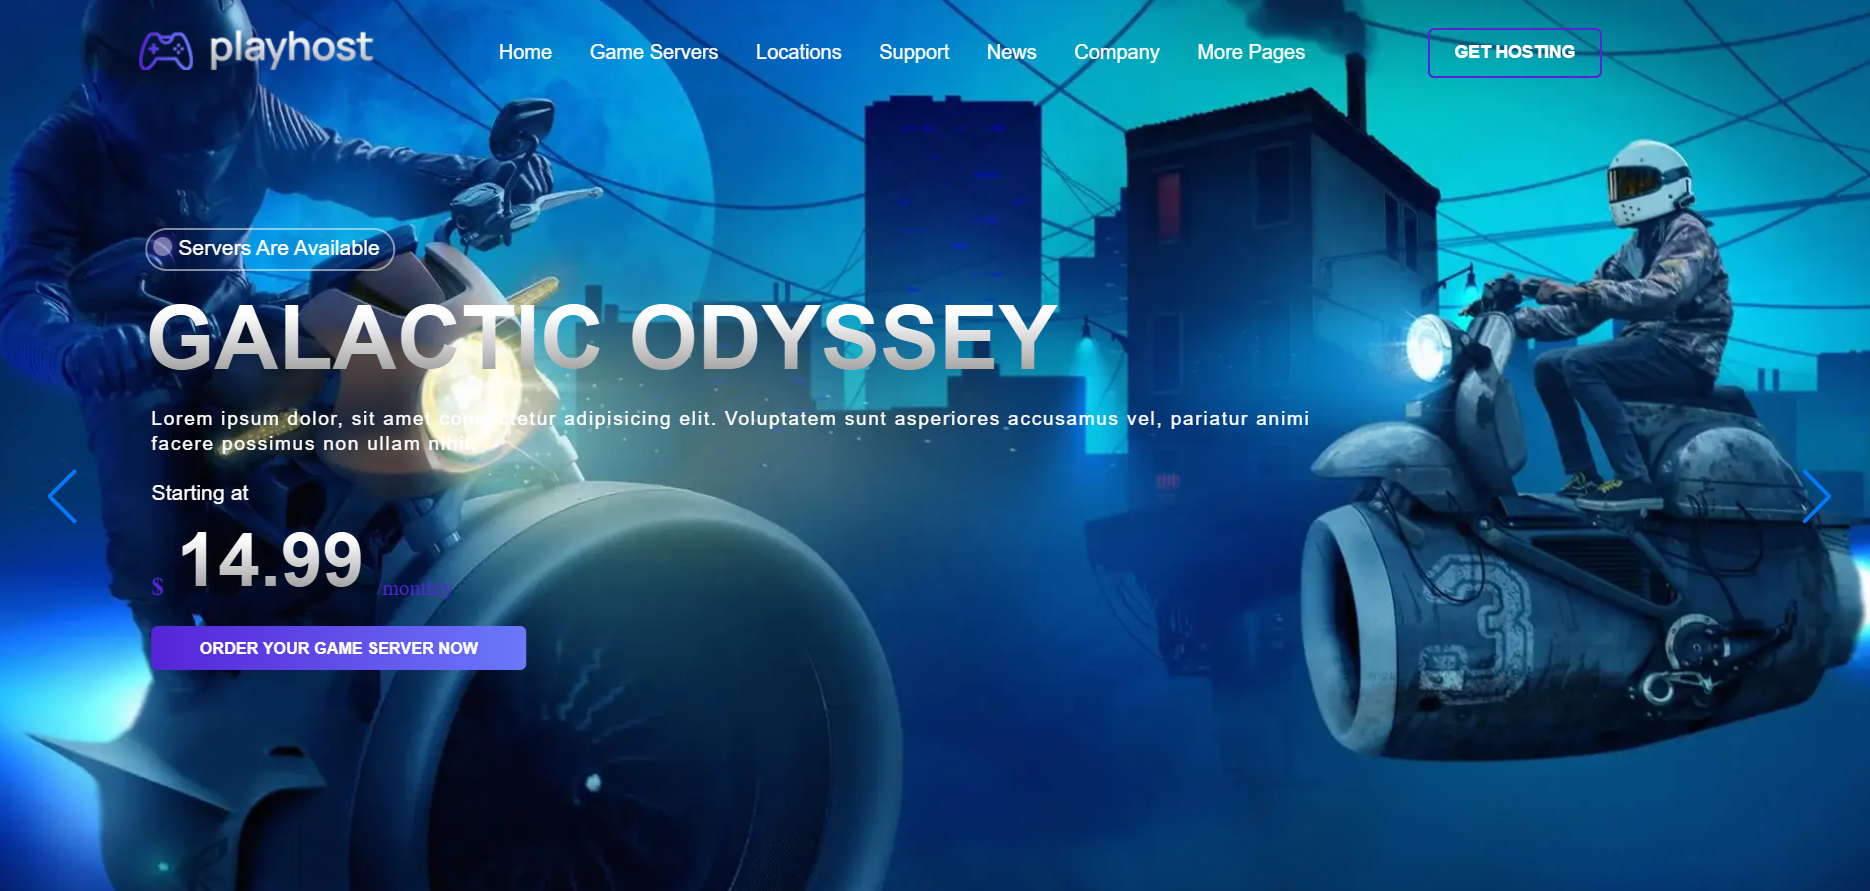 playhost
Home
Game Servers
Locations
Support
News
Company
More Pages
GET HOSTING
Servers Are Available
GALACTIC ODYSSEY
Lorem ipsum dolor, sit amet consectetur adipisicing elit. Voluptatem sunt asperiores accusamus vel, pariatur animi
facere possimus non ullam nihil.
Starting at
$ 14.99 /monthly
ORDER YOUR GAME SERVER NOW
3